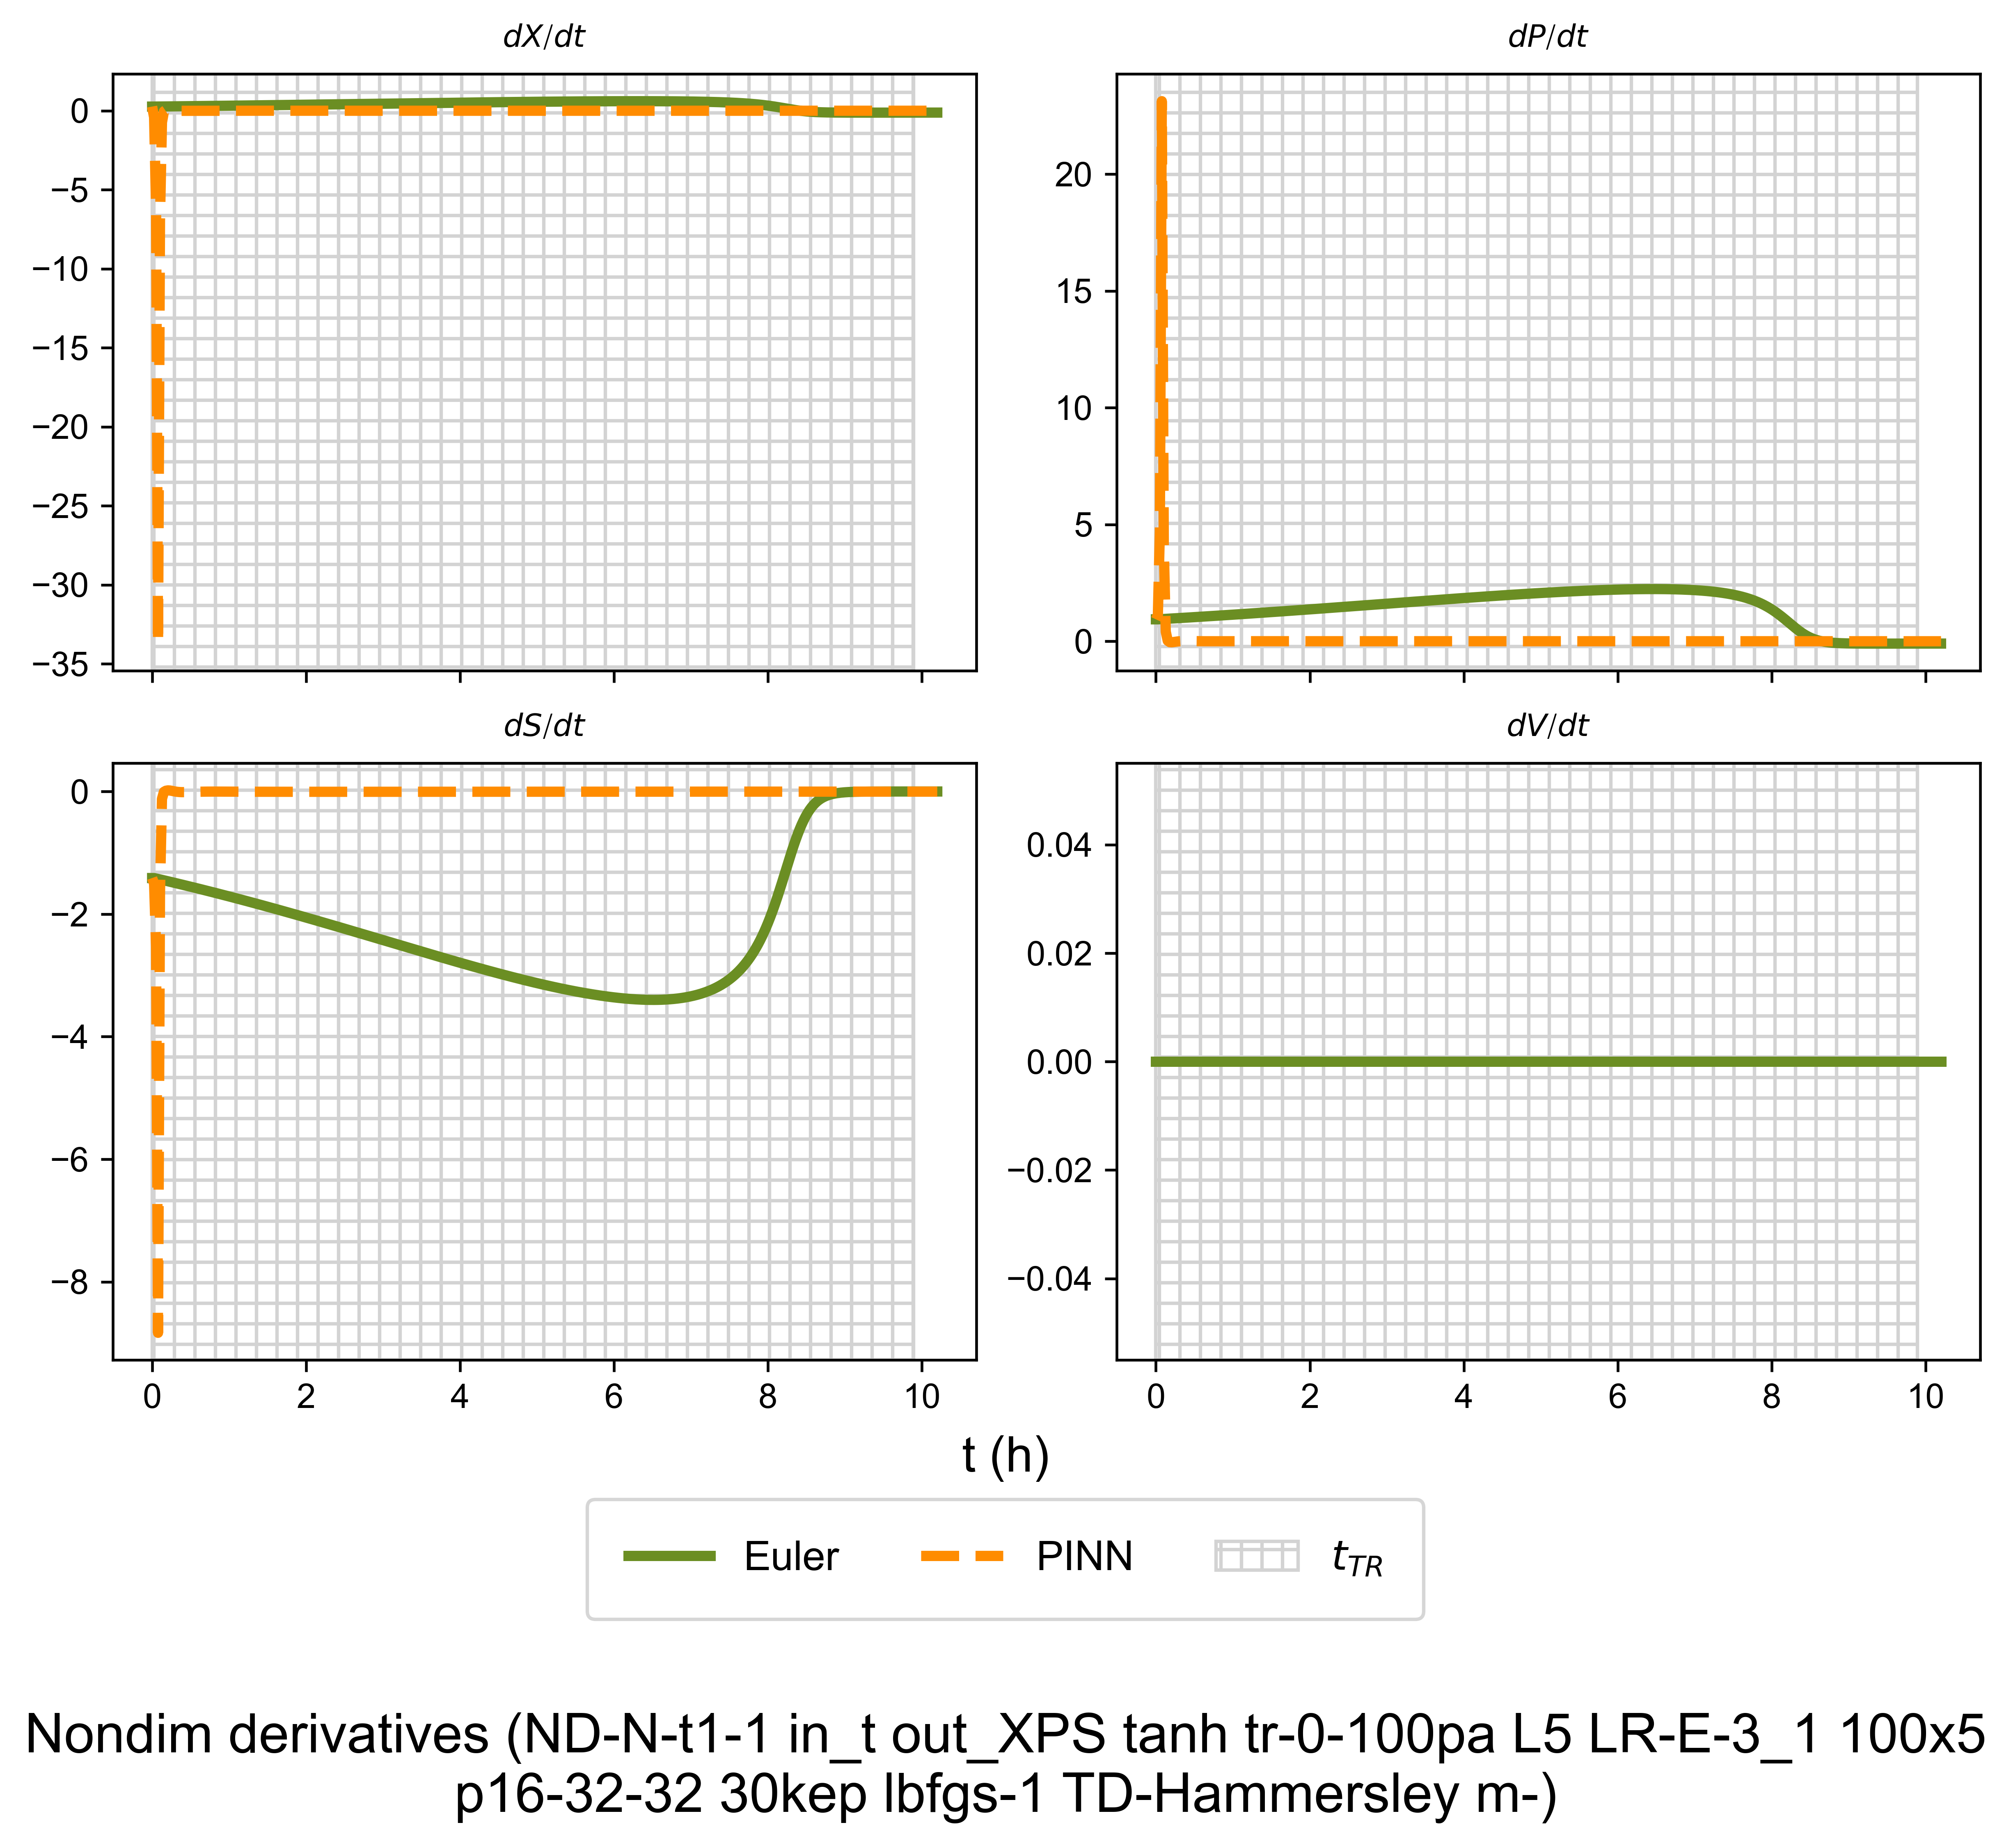 dX/dt
dP/dt
0
−5
−10
−15
−20
−25
−30
−35
20
15
10
5
0
dS/dt
dV/dt
0
−2
−4
−6
−8
0.04
0.02
0.00
−0.02
−0.04
0 2 4 6 8 10
0 2 4 6 8 10
t (h)
Euler PINN t_TR
Nondim derivatives (ND-N-t1-1 in_t out_XPS tanh tr-0-100pa L5 LR-E-3_1 100x5
p16-32-32 30kep lbfgs-1 TD-Hammersley m-)